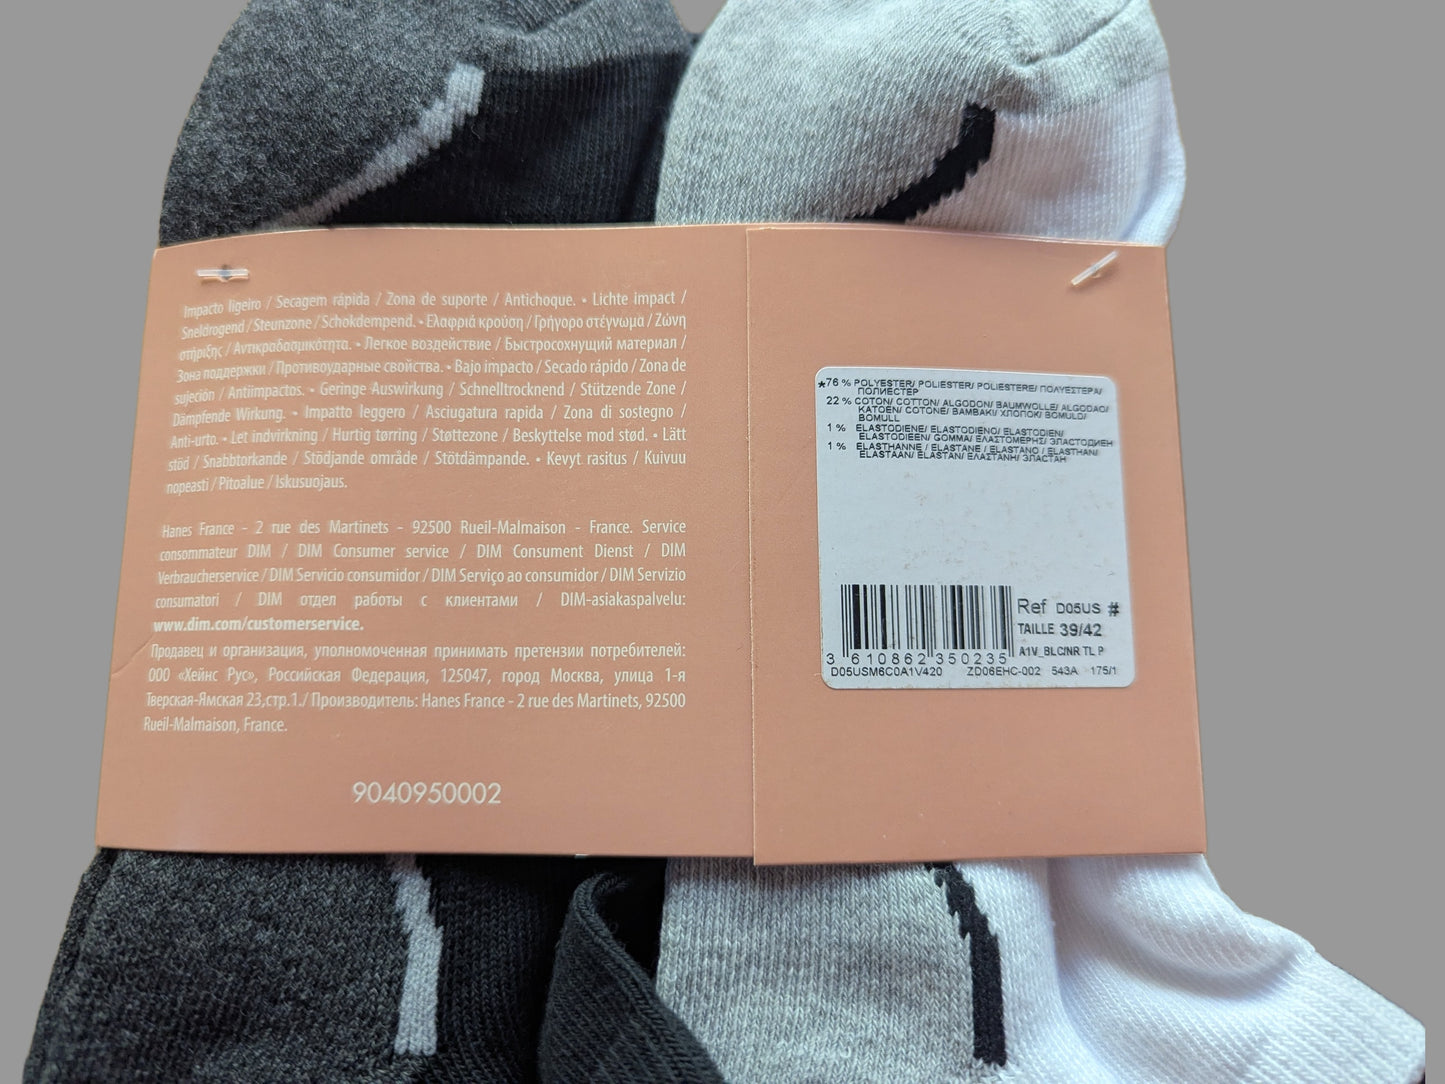 Impacto ligeiro / Secagem rápida / Zona de suporte / Antichoque. • Lichte impact /
Sneldrogend / Steunzone / Schokdempend. • Ελαφριά κρούση / Γρήγορο στέγνωμα / Ζώνη
στήριξης / Αντικραδασμικότητα. • Легкое воздействие / Быстросохнущий материал /
Зона поддержки / Противоударные свойства. • Bajo impacto / Secado rápido / Zona de
sujeción / Antiimpactos. • Geringe Auswirkung / Schnelltrocknend / Stützende Zone /
Dämpfende Wirkung. • Impatto leggero / Asciugatura rapida / Zona di sostegno /
Anti-urto. • Let indvirkning / Hurtig tørring / Støttezone / Beskyttelse mod stød. • Lätt
stöd / Snabbtorkande / Stödjande område / Stötdämpande. • Kevyt rasitus / Kuivuu
nopeasti / Pitoalue / Iskusuojaus.
Hanes France - 2 rue des Martinets - 92500 Rueil-Malmaison - France. Service
consommateur DIM / DIM Consumer service / DIM Consument Dienst / DIM
Verbraucherservice / DIM Servicio consumidor / DIM Serviço ao consumidor / DIM Servizio
consumatori / DIM отдел работы с клиентами / DIM-asiakaspalvelu:
www.dim.com/customerservice.
Продавец и организация, уполномоченная принимать претензии потребителей:
ООО «Хейнс Рус», Российская Федерация, 125047, город Москва, улица 1-я
Тверская-Ямская 23,стр.1./ Производитель: Hanes France - 2 rue des Martinets, 92500
Rueil-Malmaison, France.
9040950002
*76 % POLYESTER/ POLIESTER/ POLIESTERE/ ΠΟΛΥΕΣΤΕΡΑ/
ПОЛИЕСТЕР
22 % COTON/ COTTON/ ALGODON/ BAUMWOLLE/ ALGODAO/
KATOEN/ COTONE/ BAMBAKI/ ХЛОПОК/ BOMULD/
BOMULL
1 % ELASTODIENE/ ELASTODIENO/ ELASTODIEN/
ELASTODIEEN/ GOMMA/ ΕΛΑΣΤΟΜΕΡΗΣ/ ЭЛАСТОДИЕН
1 % ELASTHANNE / ELASTANE / ELASTANO / ELASTHAN/
ELASTAAN/ ELASTAN/ ΕΛΑΣΤΑΝΗ/ ЭЛАСТАН
Ref D05US #
TAILLE 39/42
A1V_BLC/NR TL P
3 610862 350235
D05USM6C0A1V420 ZD06EHC-002 543A 175/1